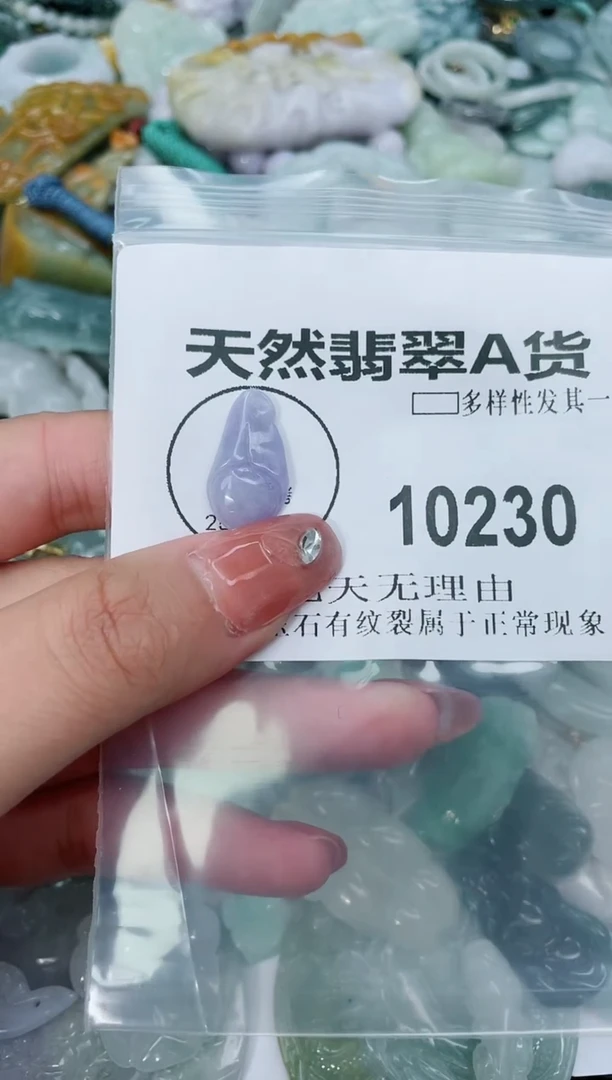 天然翡翠A货
多样性发其一
10230
天无理由
石有纹裂属于正常现象